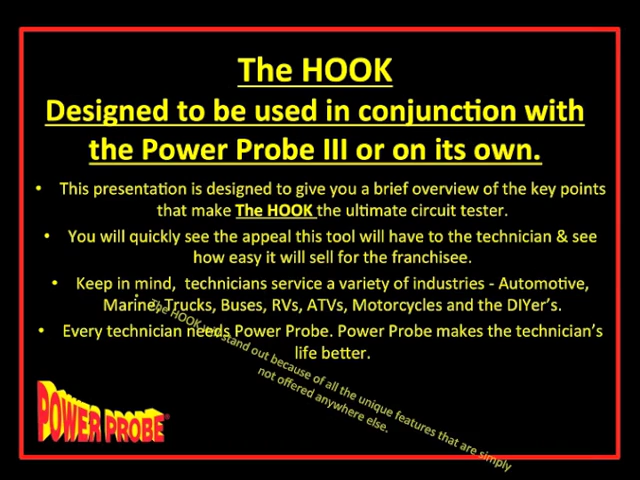 The HOOK
Designed to be used in conjunction with
the Power Probe III or on its own.
• This presentation is designed to give you a brief overview of the key points
that make The HOOK the ultimate circuit tester.
• You will quickly see the appeal this tool will have to the technician & see
how easy it will sell for the franchisee.
• Keep in mind, technicians service a variety of industries - Automotive,
Marine, Trucks, Buses, RVs, ATVs, Motorcycles and the DIYer's.
• Every technician needs Power Probe. Power Probe makes the technician's
life better.
• The HOOK will stand out because of all the unique features that are simply
not offered anywhere else.
POWER PROBE®